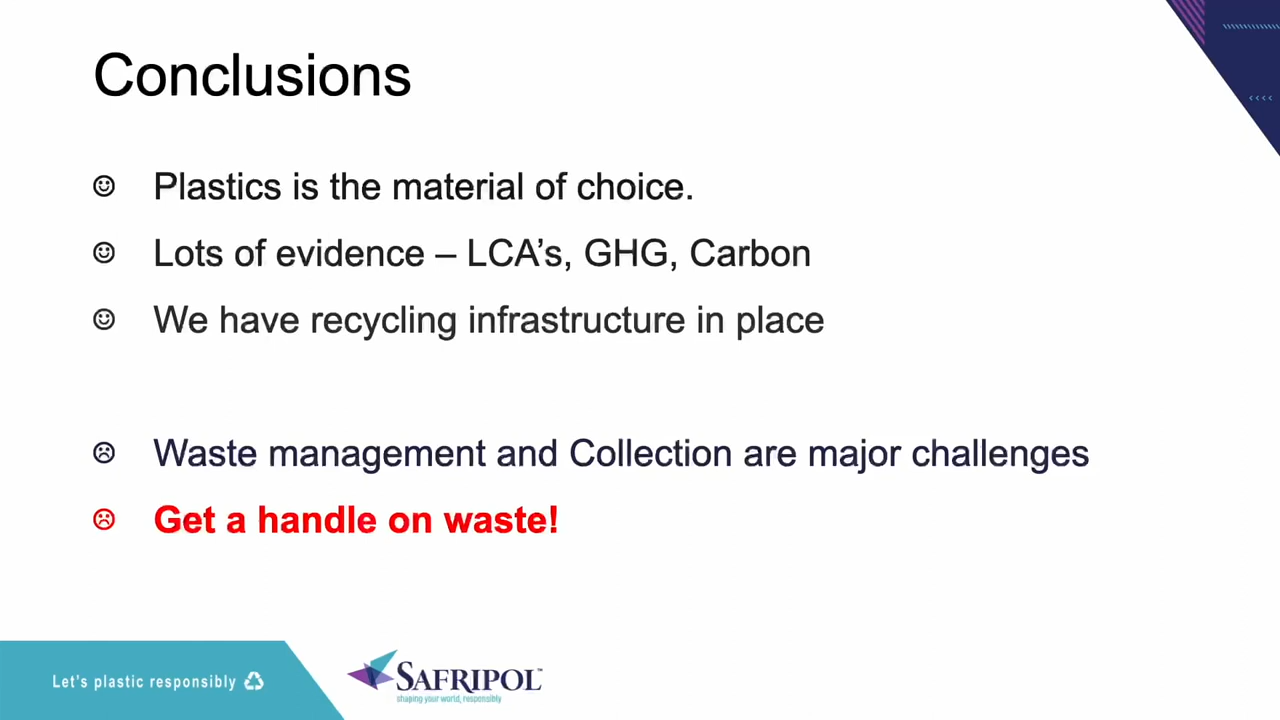 Conclusions
Plastics is the material of choice.
Lots of evidence – LCA’s, GHG, Carbon
We have recycling infrastructure in place
Waste management and Collection are major challenges
Get a handle on waste!
Let's plastic responsibly
SAFRIPOL™
shaping your world, responsibly